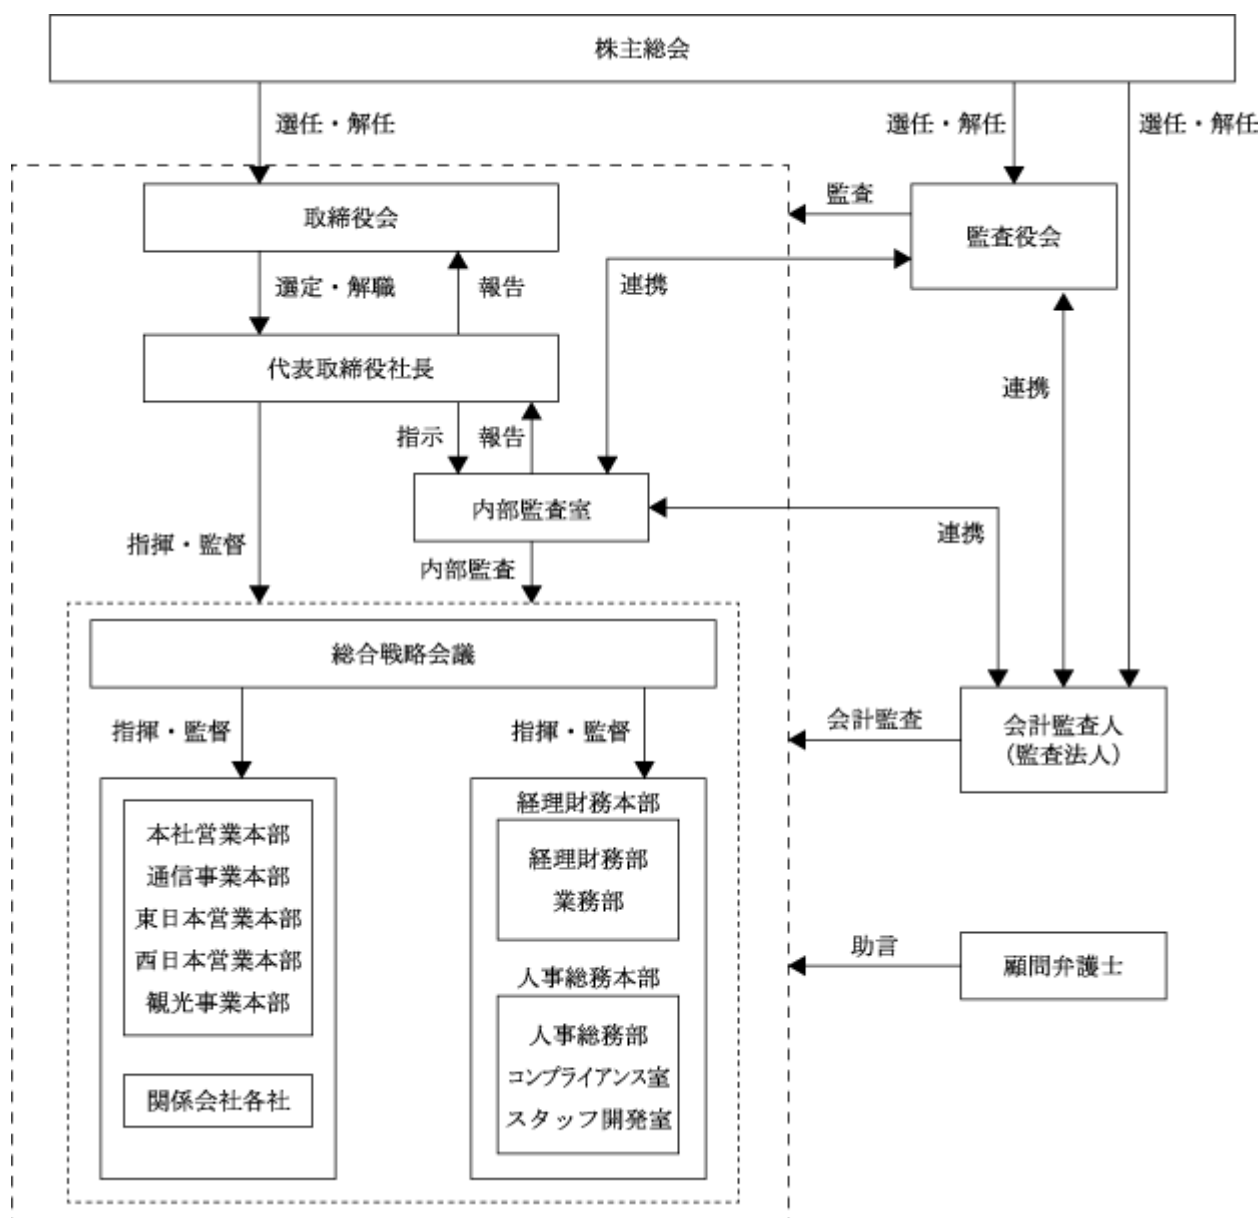 株主総会
選任・解任
選任・解任
選任・解任
取締役会
監査
監査役会
選定・解職
報告
連携
代表取締役社長
連携
指示
報告
内部監査室
連携
指揮・監督
内部監査
総合戦略会議
指揮・監督
指揮・監督
会計監査
会計監査人
（監査法人）
本社営業本部
通信事業本部
東日本営業本部
西日本営業本部
観光事業本部
関係会社各社
経理財務本部
経理財務部
業務部
人事総務本部
人事総務部
コンプライアンス室
スタッフ開発室
助言
顧問弁護士